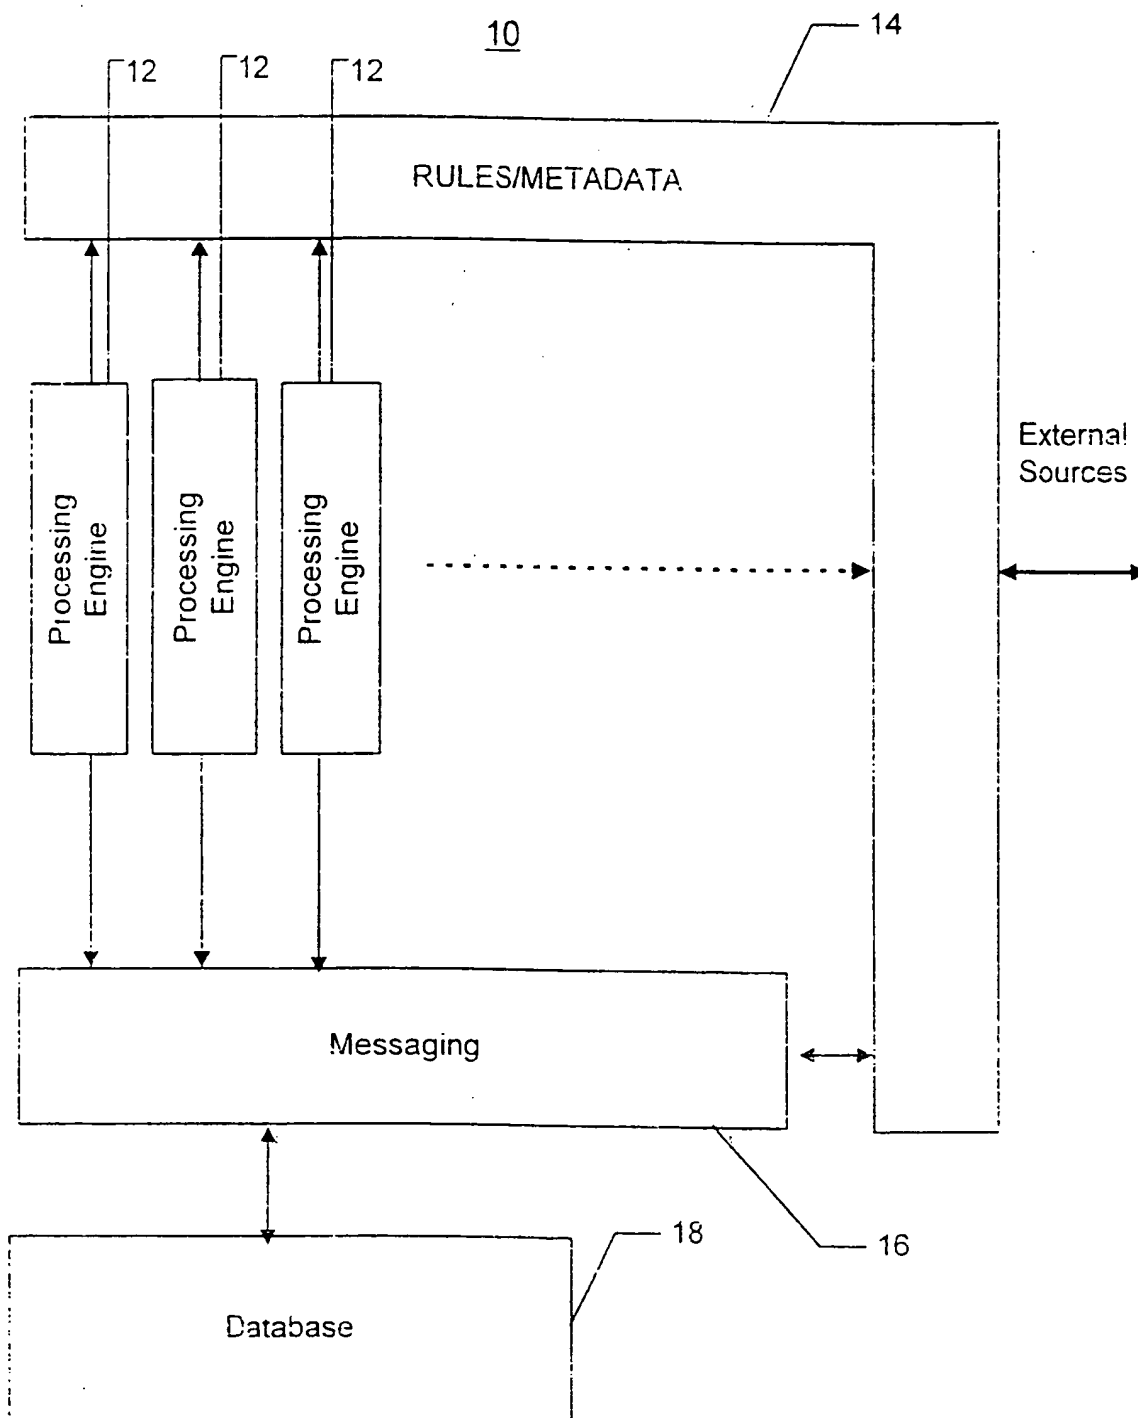 10
14
12
12
12
RULES/METADATA
External
Sources
Processing
Engine
Processing
Engine
Processing
Engine
Messaging
16
18
Database